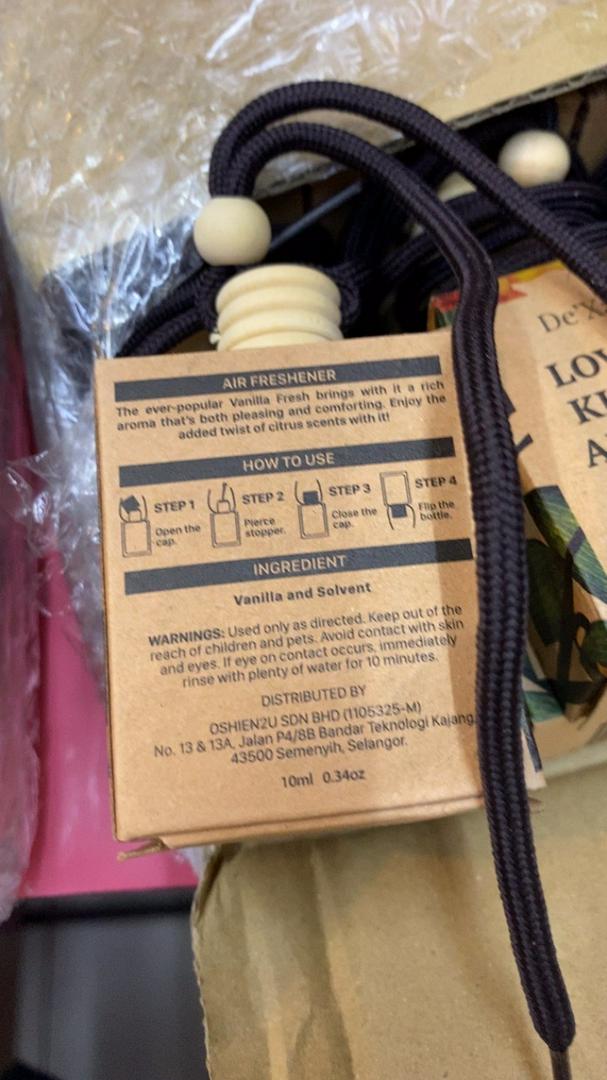 AIR FRESHENER
The ever-popular Vanilla Fresh brings with it a rich
aroma that's both pleasing and comforting. Enjoy the
added twist of citrus scents with it!
HOW TO USE
STEP 1
Open the
cap.
STEP 2
Pierce
stopper.
STEP 3
Close the
cap.
STEP 4
Flip the
bottle.
INGREDIENT
Vanilla and Solvent
WARNINGS: Used only as directed. Keep out of the
reach of children and pets. Avoid contact with skin
and eyes. If eye on contact occurs, immediately
rinse with plenty of water for 10 minutes.
DISTRIBUTED BY
OSHIEN2U SDN BHD (1105325-M)
No. 13 & 13A, Jalan P4/8B Bandar Teknologi Kajang,
43500 Semenyih, Selangor.
10ml 0.34oz